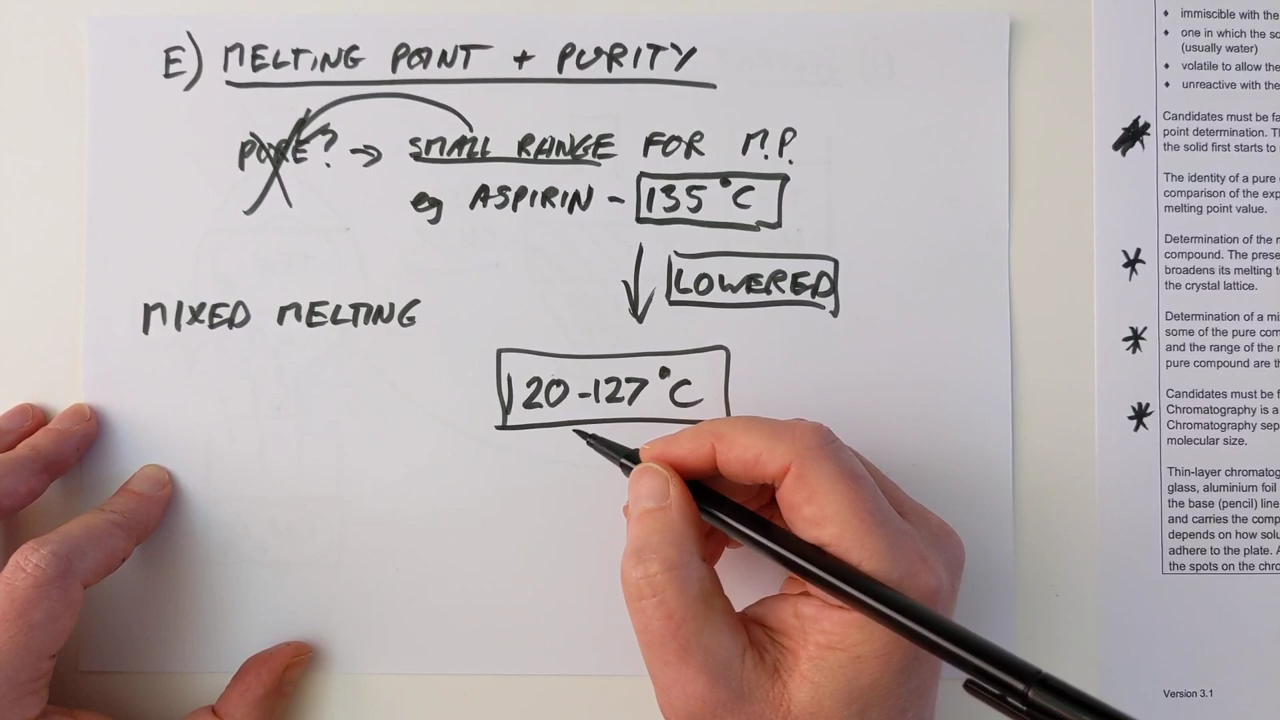 E) MELTING POINT + PURITY
PURE? → SMALL RANGE FOR M.P.
eg ASPIRIN - 135°C
LOWERED
MIXED MELTING
120-127°C
♦ immiscible with the
♦ one in which the so
(usually water)
♦ volatile to allow the
♦ unreactive with the
Candidates must be fa
point determination. Th
the solid first starts to
The identity of a pure
comparison of the exp
melting point value.
Determination of the m
compound. The prese
broadens its melting t
the crystal lattice.
Determination of a mi
some of the pure com
and the range of the
pure compound are th
Candidates must be f
Chromatography is a
Chromatography sep
molecular size.
Thin-layer chromatog
glass, aluminium foil
the base (pencil) line
and carries the comp
depends on how solu
adhere to the plate. A
the spots on the chro
Version 3.1